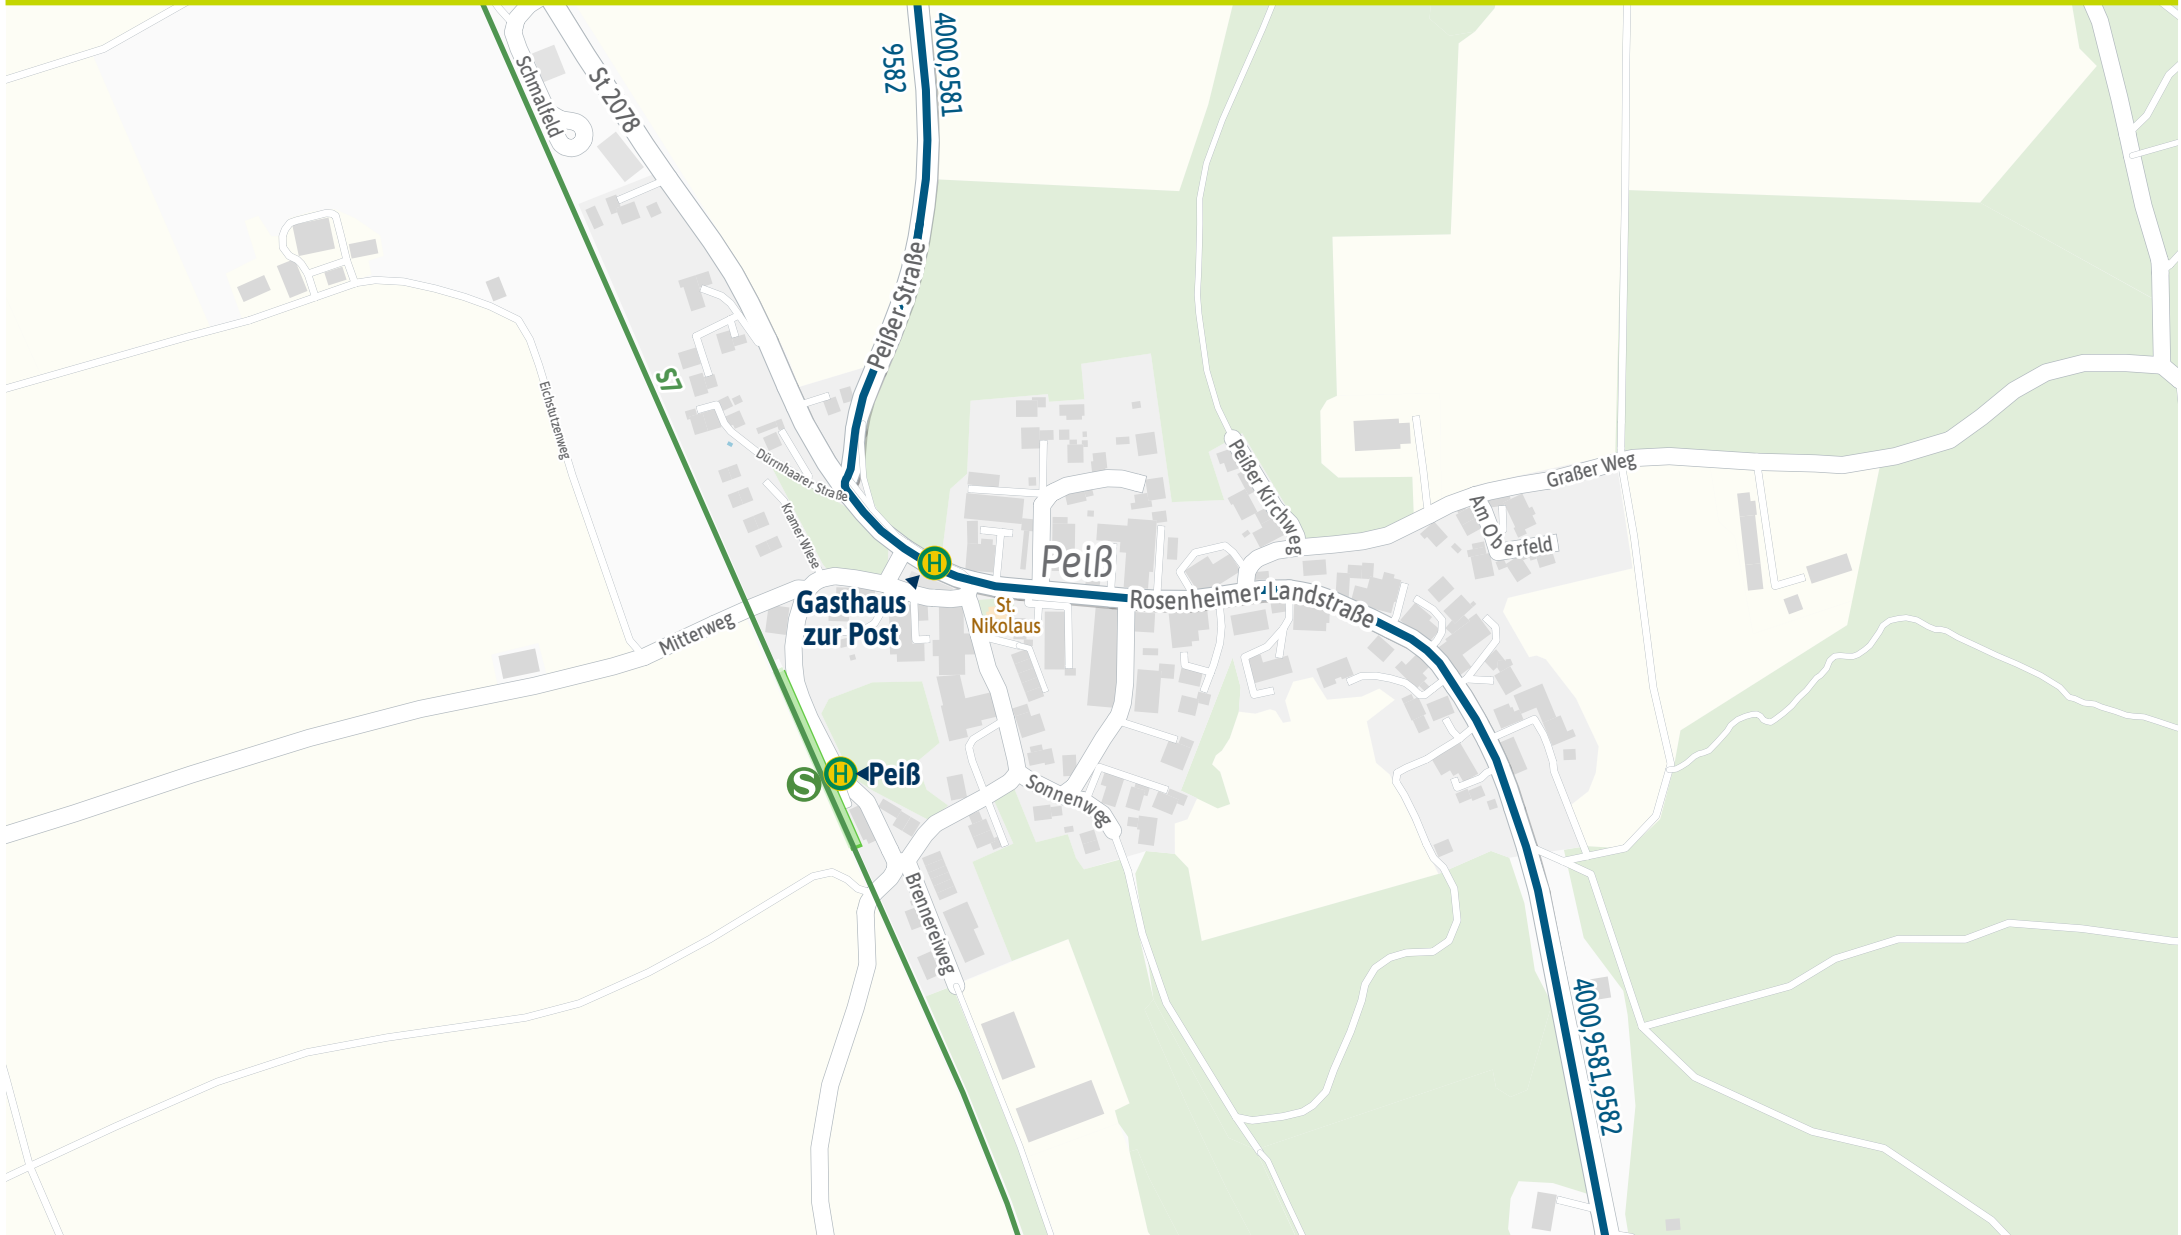 4000,9581
9582
Schmalfeld
St 2078
Peißer Straße
S7
Eichstutzenweg
Dürrnhaarer Straße
Kramer Wiese
Peißer Kirchweg
Graßer Weg
Am Oberfeld
Peiß
H
Gasthaus
zur Post
St.
Nikolaus
Rosenheimer Landstraße
Mitterweg
S
H
Peiß
Sonnenweg
Brennereiweg
4000,9581,9582